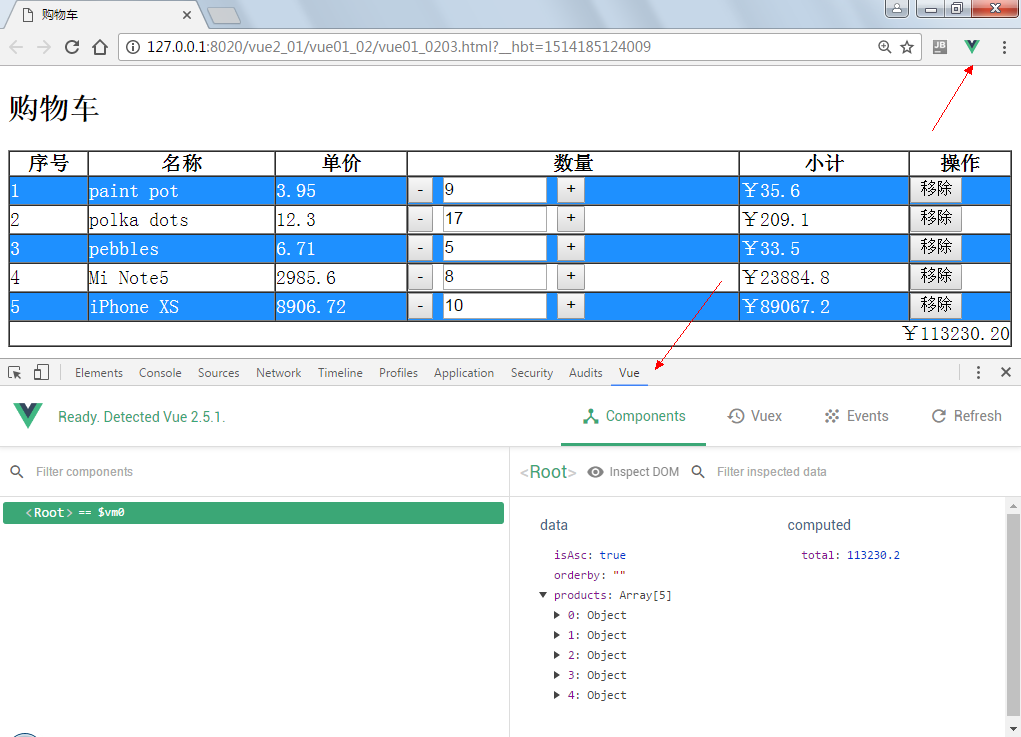 购物车
127.0.0.1:8020/vue2_01/vue01_02/vue01_0203.html?__hbt=1514185124009
JB
购物车
序号 名称 单价 数量 小计 操作
1 paint pot 3.95 - 9 + ¥35.6 移除
2 polka dots 12.3 - 17 + ¥209.1 移除
3 pebbles 6.71 - 5 + ¥33.5 移除
4 Mi Note5 2985.6 - 8 + ¥23884.8 移除
5 iPhone XS 8906.72 - 10 + ¥89067.2 移除
¥113230.20
Elements Console Sources Network Timeline Profiles Application Security Audits Vue
Ready. Detected Vue 2.5.1. Components Vuex Events Refresh
Filter components <Root> Inspect DOM Filter inspected data
<Root> == $vm0
data computed
isAsc: true total: 113230.2
orderby: ""
products: Array[5]
0: Object
1: Object
2: Object
3: Object
4: Object